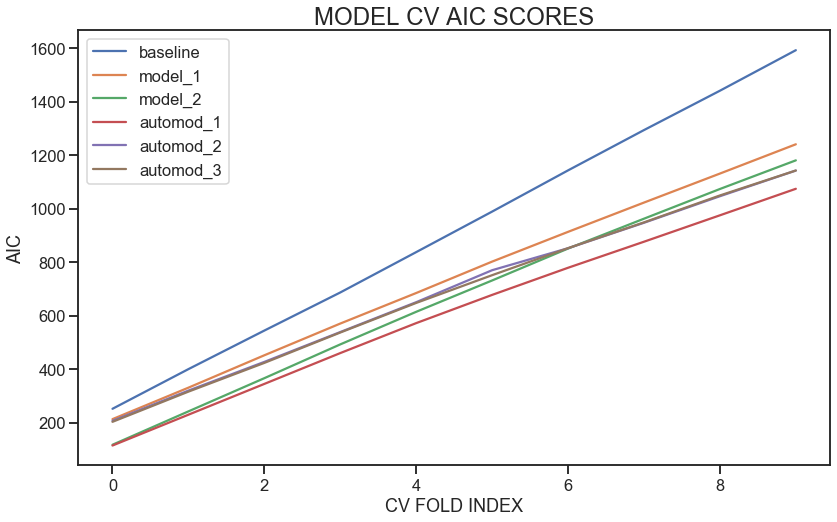 MODEL CV AIC SCORES
baseline
model_1
model_2
automod_1
automod_2
automod_3
1600
1400
1200
1000
800
600
400
200
AIC
0 2 4 6 8
CV FOLD INDEX